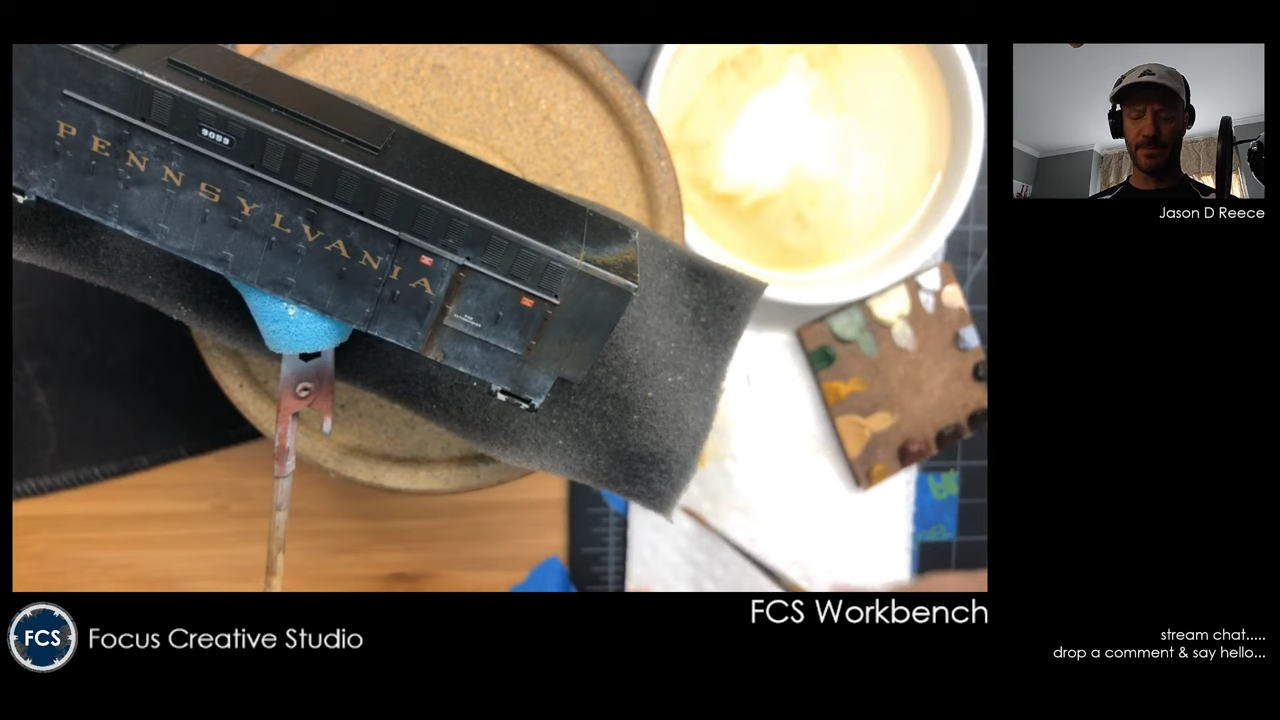 9059
PENNSYLVANIA
Jason D Reece
FCS Workbench
FCS
Focus Creative Studio
stream chat.....
drop a comment & say hello...